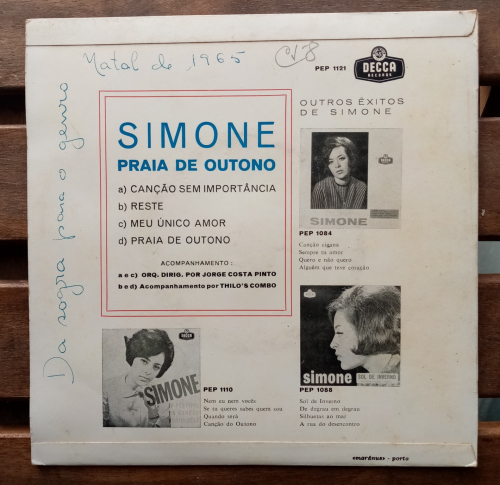 Natal de 1965
PEP 1121
DECCA
RECORDS
Da sogra para o genro
SIMONE
PRAIA DE OUTONO
a) CANÇÃO SEM IMPORTÂNCIA
b) RESTE
c) MEU ÚNICO AMOR
d) PRAIA DE OUTONO
ACOMPANHAMENTO :
a e c) ORQ. DIRIG. POR JORGE COSTA PINTO
b e d) Acompanhamento por THILO'S COMBO
OUTROS ÊXITOS
DE SIMONE
SIMONE
PEP 1084
Canção cigana
Sempre tu amor
Quero e não quero
Alguém que teve coração
SIMONE
PEP 1110
Nem eu nem vocês
Se tu queres saber quem sou
Quando será
Canção do Outono
simone
SOL DE INVERNO
PEP 1088
Sol de Inverno
De degrau em degrau
Silhuetas ao mar
A rua do desencontro
«mardnus» - porto